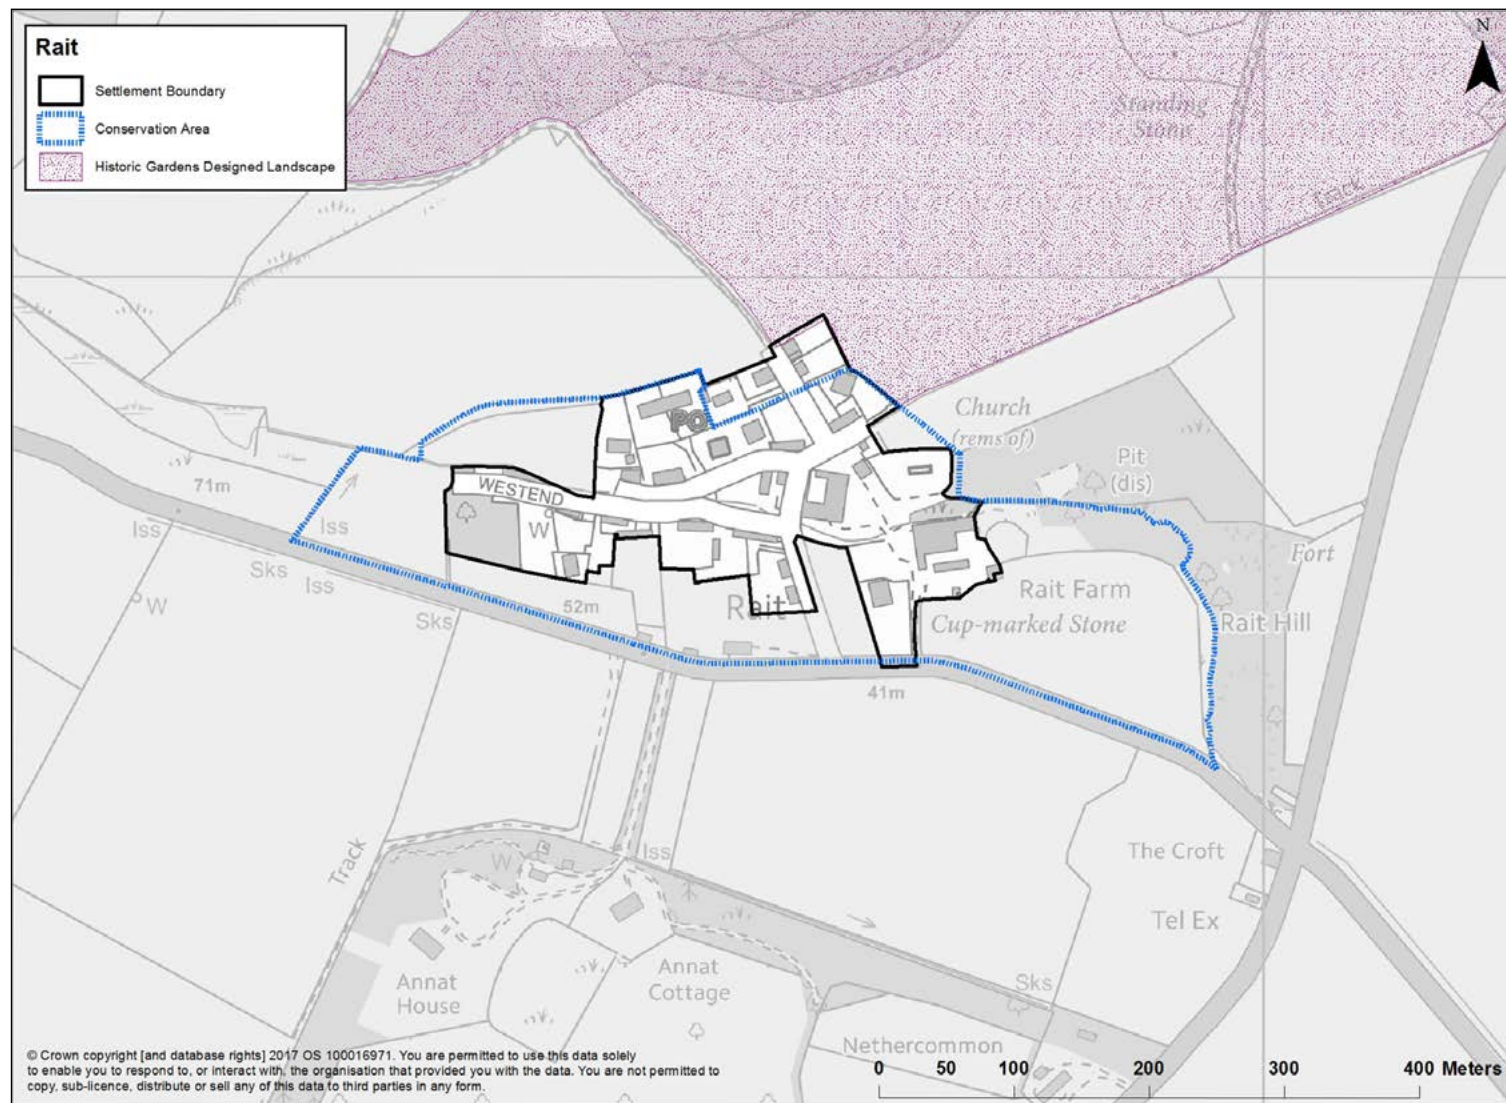 Rait
Settlement Boundary
Conservation Area
Historic Gardens Designed Landscape
N
Standing
Stone
Track
Church
(rems of)
Pit
(dis)
PO
WESTEND
71m
Iss
Iss
W
Fort
Sks
Iss
W
52m
Rait
Rait Farm
Sks
Cup-marked Stone
Rait Hill
41m
Track
W
Iss
The Croft
Tel Ex
Annat
House
Annat
Cottage
Sks
Nethercommon
© Crown copyright [and database rights] 2017 OS 100016971. You are permitted to use this data solely
to enable you to respond to, or interact with, the organisation that provided you with the data. You are not permitted to
copy, sub-licence, distribute or sell any of this data to third parties in any form.
0 50 100 200 300 400 Meters